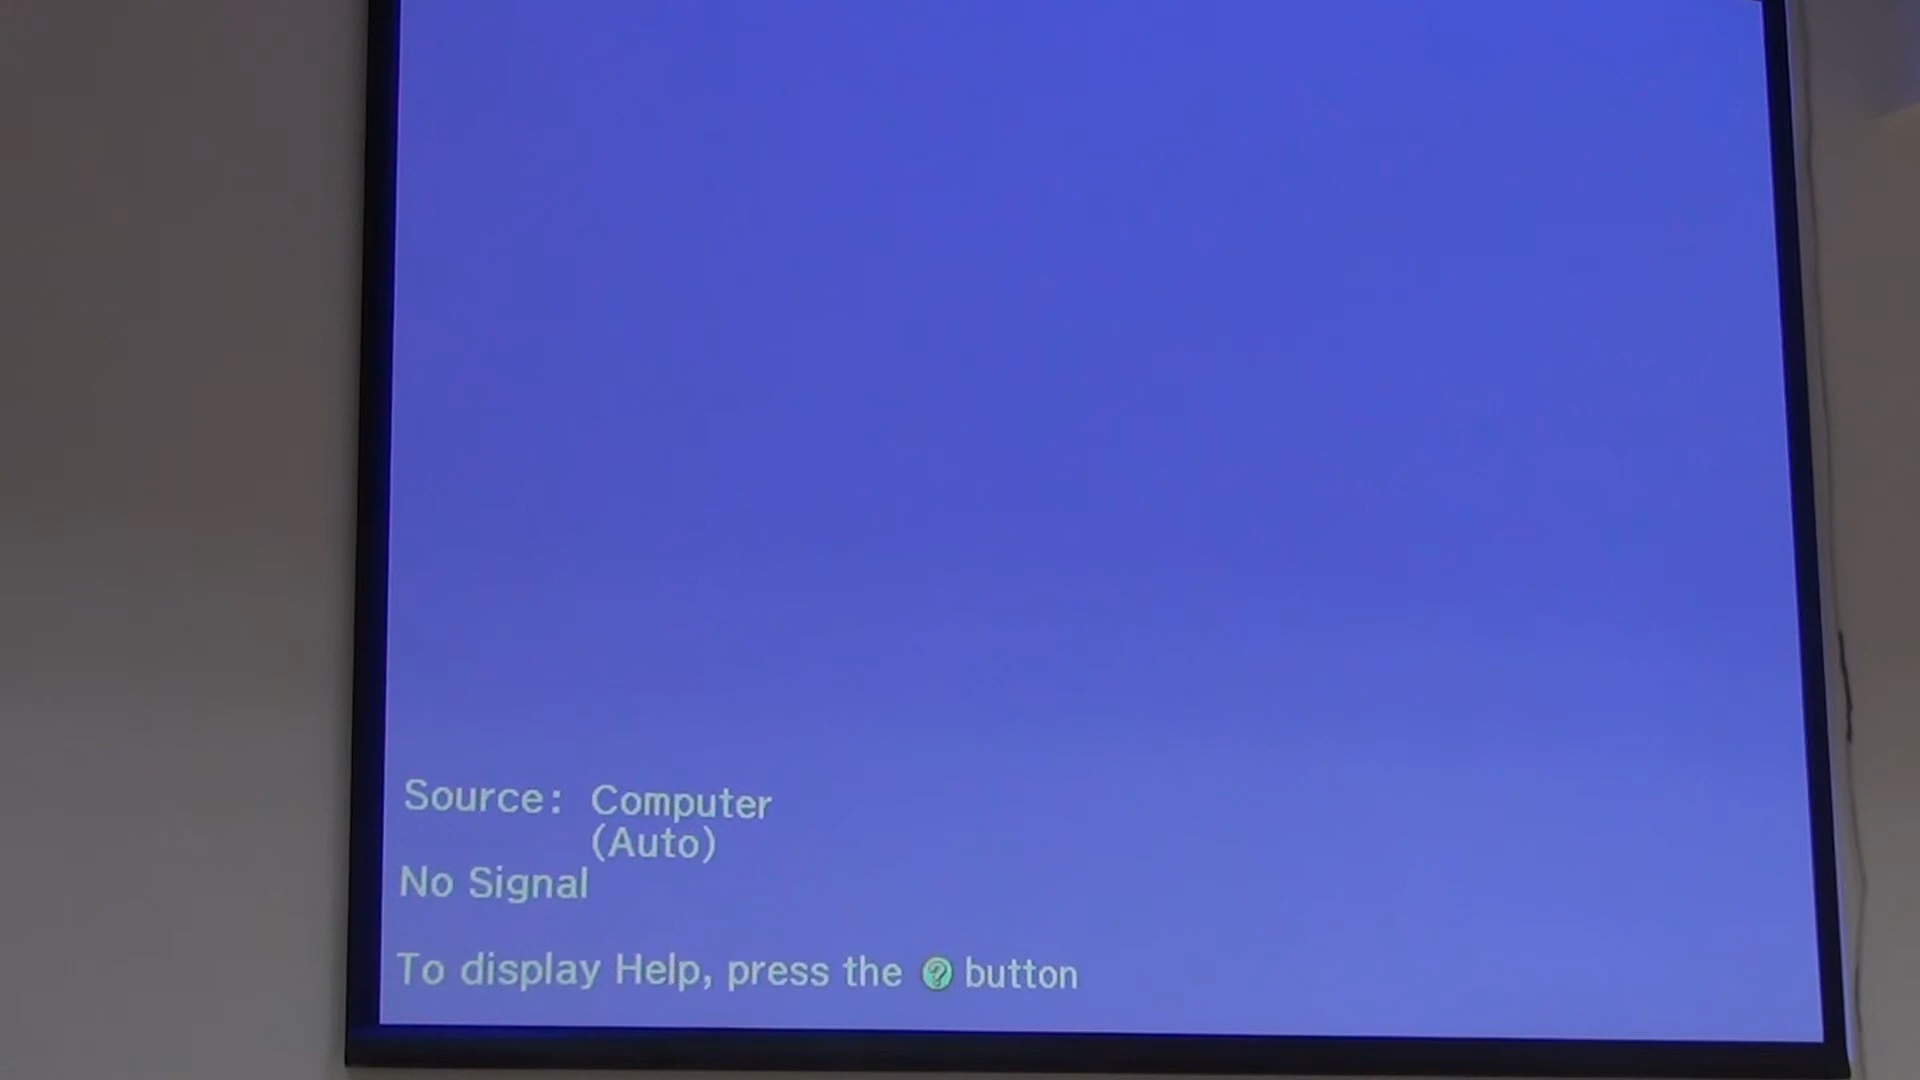 Source: Computer
(Auto)
No Signal
To display Help, press the ? button